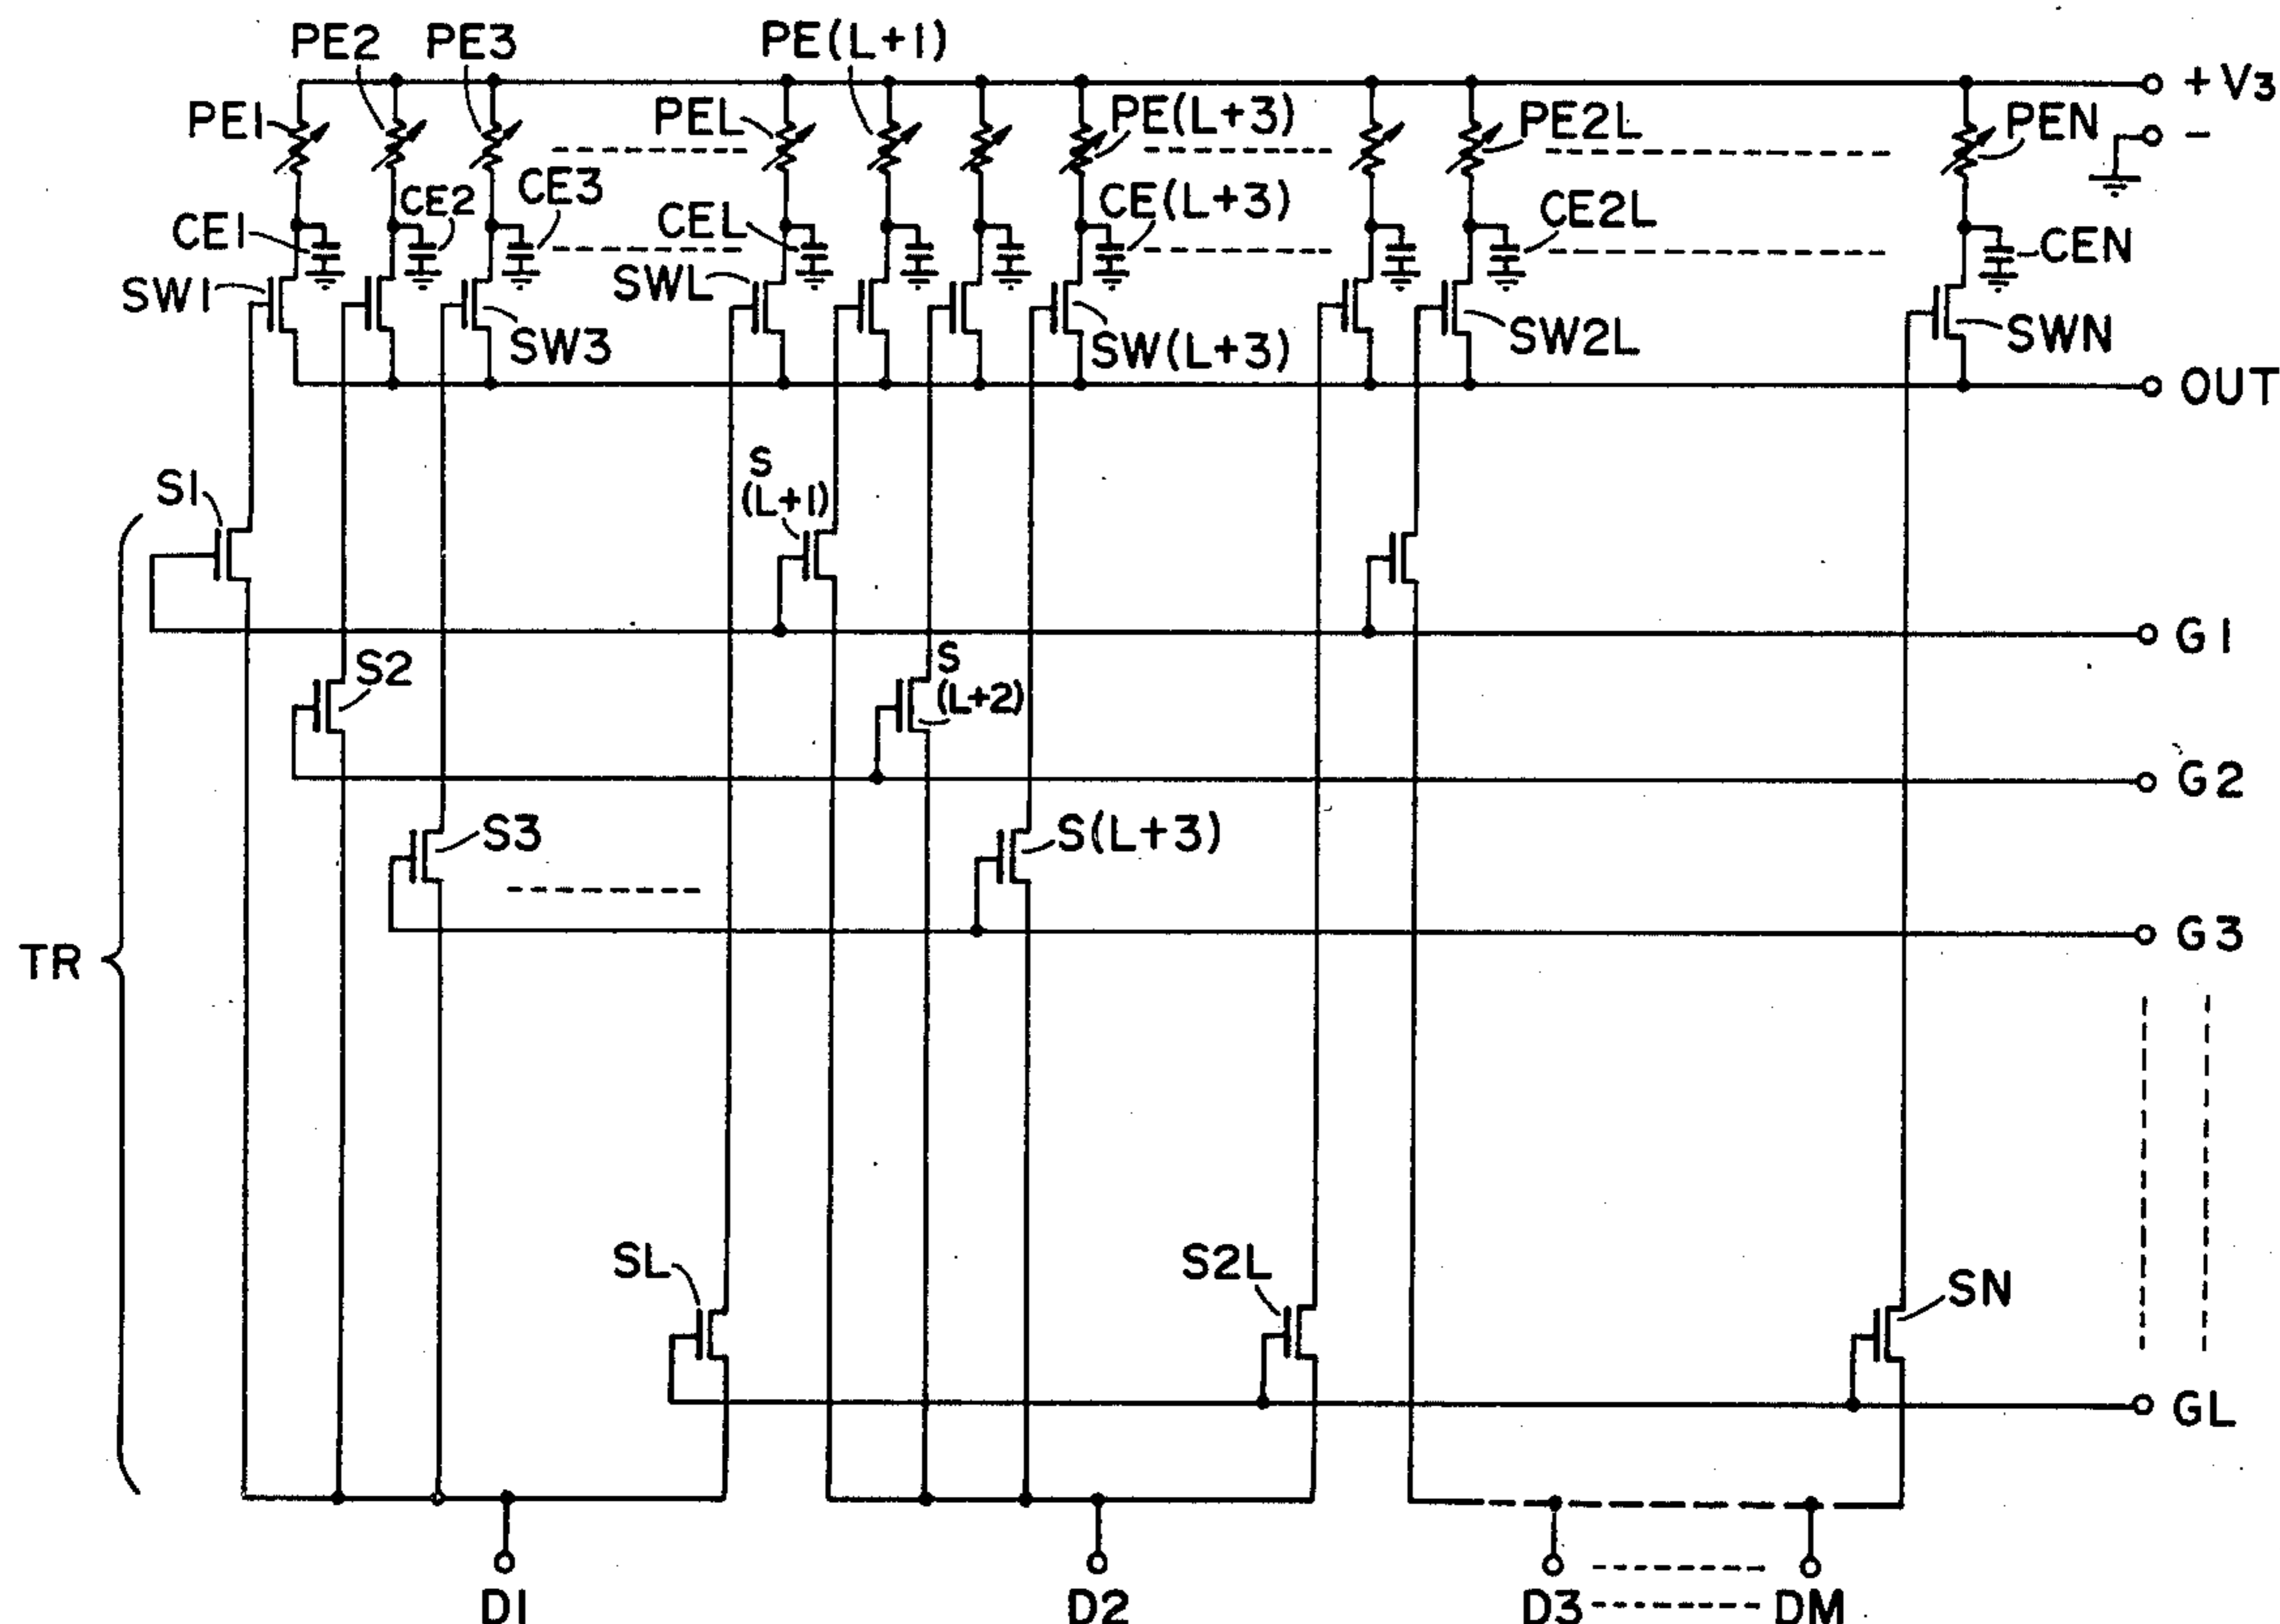 PE2 PE3 PE(L+1)
+ V3
PE1 PEL PE(L+3) PE2L PEN
-
CE1 CE2 CE3 CEL CE(L+3) CE2L CEN
SW1 SWL
SW3 SW(L+3) SW2L SWN
OUT
S1 S
(L+1)
G1
S2 S
(L+2)
G2
S3 S(L+3)
G3
TR
SL S2L SN
GL
D1 D2 D3 DM